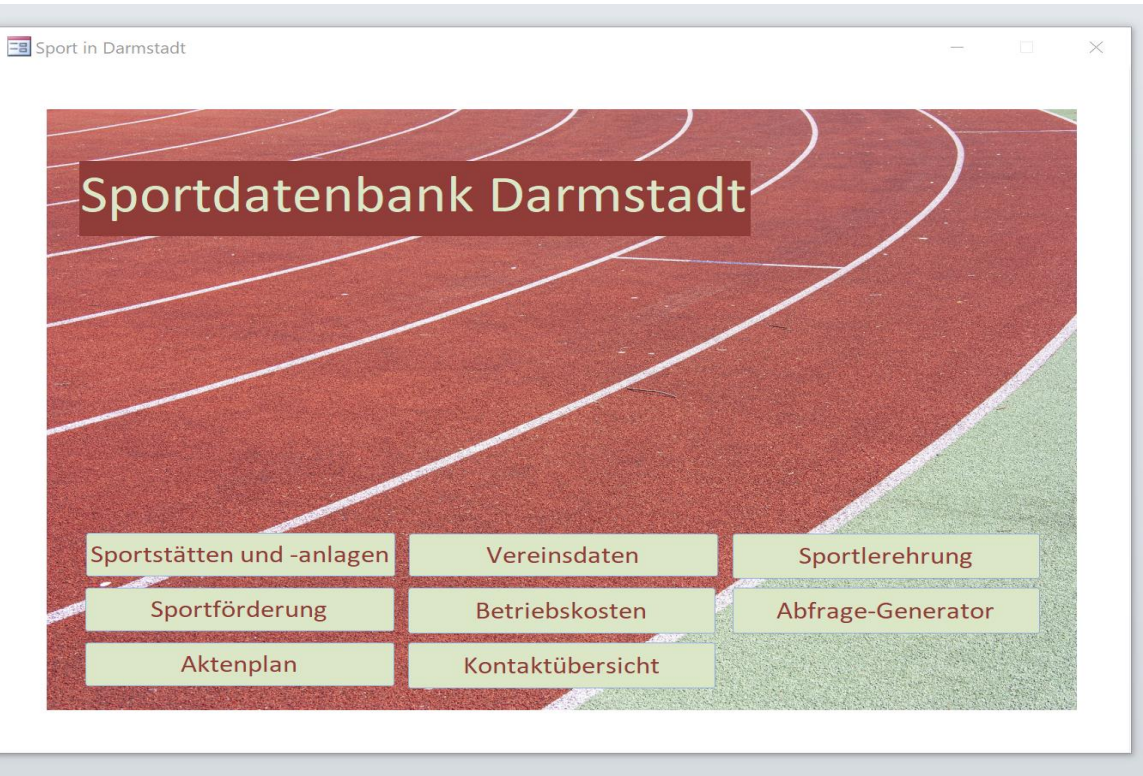 Sport in Darmstadt
Sportdatenbank Darmstadt
Sportstätten und -anlagen
Vereinsdaten
Sportlerehrung
Sportförderung
Betriebskosten
Abfrage-Generator
Aktenplan
Kontaktübersicht